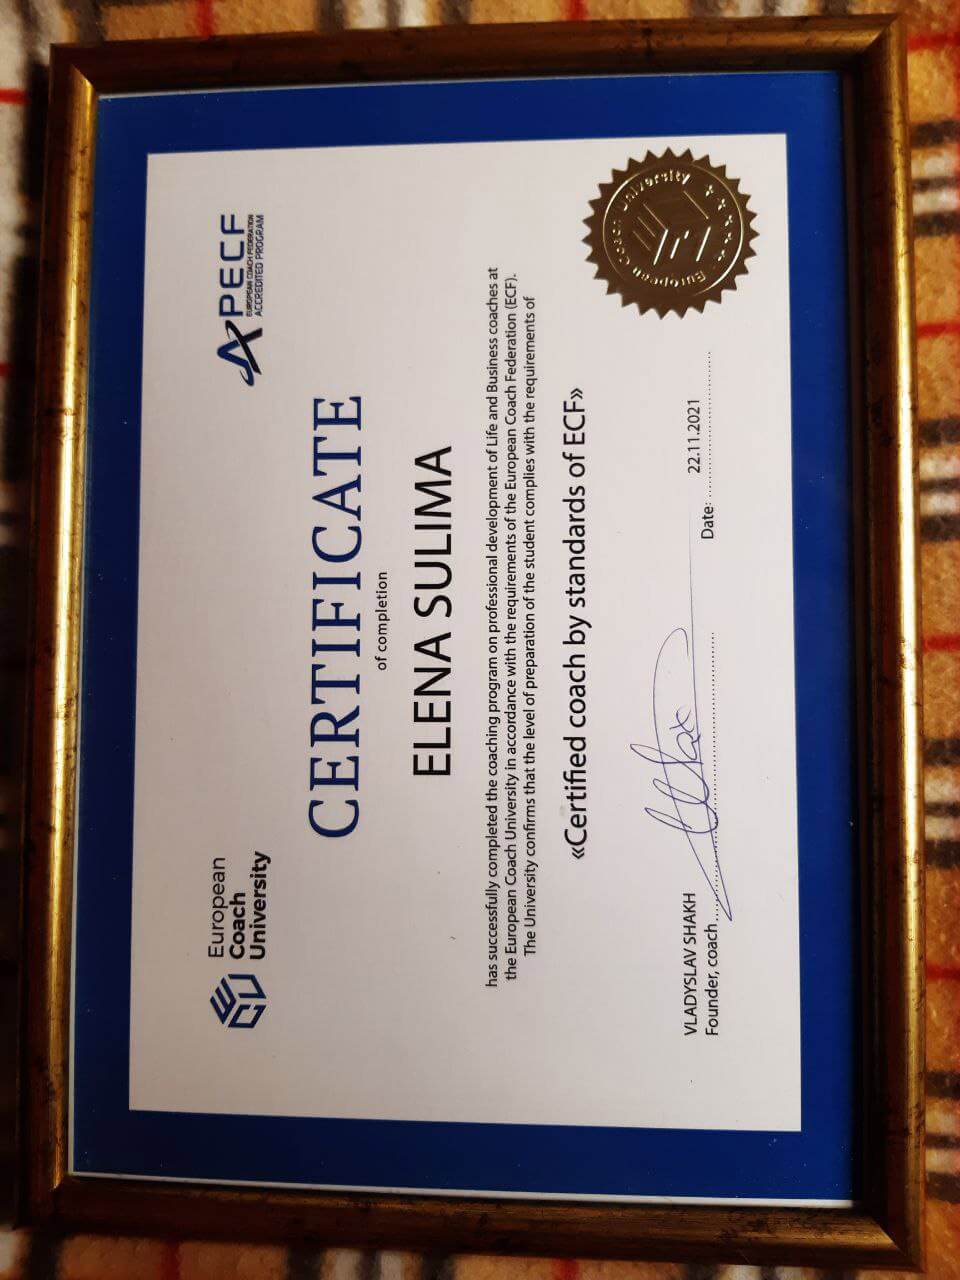 European
Coach
University
APECF
EUROPEAN COACH FEDERATION
ACCREDITED PROGRAM
CERTIFICATE
of completion
ELENA SULIMA
has successfully completed the coaching program on professional development of Life and Business coaches at
the European Coach University in accordance with the requirements of the European Coach Federation (ECF).
The University confirms that the level of preparation of the student complies with the requirements of
«Certified coach by standards of ECF»
VLADYSLAV SHAKH
Founder, coach
22.11.2021
Date:
European Coach University